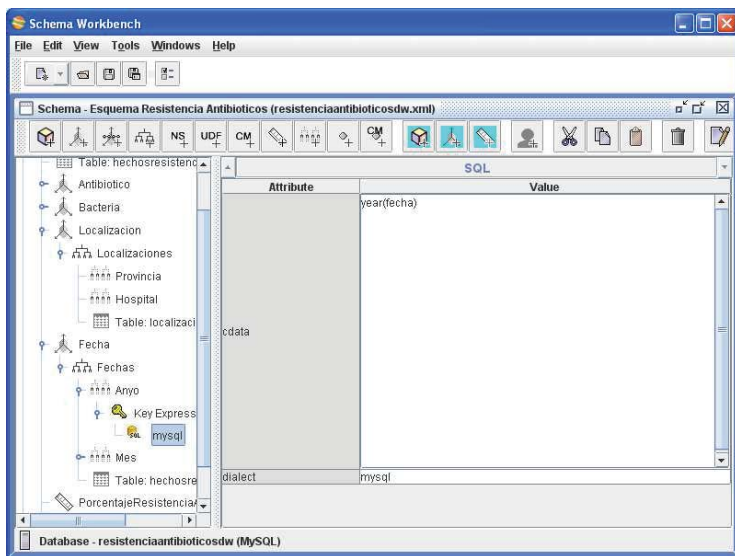 Schema Workbench
File Edit View Tools Windows Help
Schema - Esquema Resistencia Antibioticos (resistenciaantibioticosdw.xml)
NS UDF CM CM
Table: hechosresistenc
Antibiotico
Bacteria
Localizacion
Localizaciones
Provincia
Hospital
Table: localizaci
Fecha
Fechas
Anyo
Key Express
SQL
mysql
Mes
Table: hechosre
PorcentajeResistencia
SQL
Attribute Value
cdata
year(fecha)
dialect mysql
Database - resistenciaantibioticosdw (MySQL)